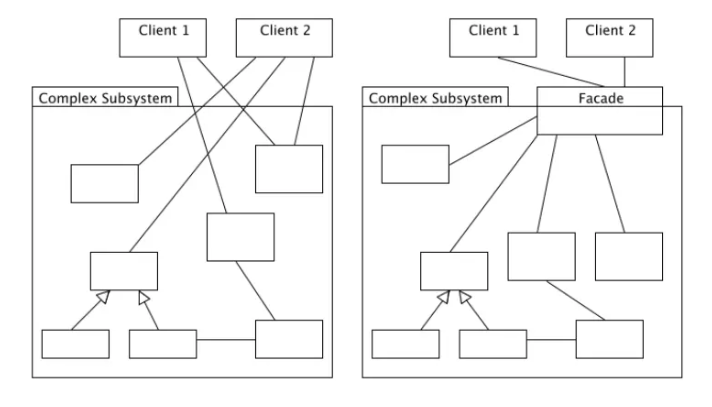 Client 1
Client 2
Complex Subsystem
Client 1
Client 2
Complex Subsystem
Facade